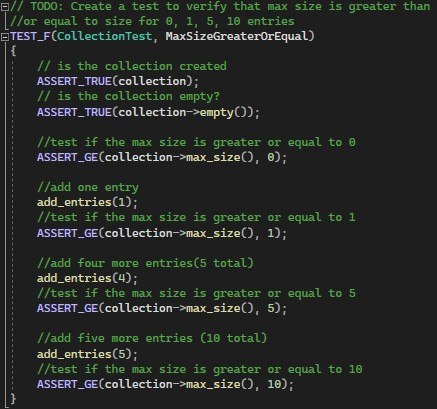 // TODO: Create a test to verify that max size is greater than
//or equal to size for 0, 1, 5, 10 entries
TEST_F(CollectionTest, MaxSizeGreaterOrEqual)
{
    // is the collection created
    ASSERT_TRUE(collection);
    // is the collection empty?
    ASSERT_TRUE(collection->empty());

    //test if the max size is greater or equal to 0
    ASSERT_GE(collection->max_size(), 0);

    //add one entry
    add_entries(1);
    //test if the max size is greater or equal to 1
    ASSERT_GE(collection->max_size(), 1);

    //add four more entries(5 total)
    add_entries(4);
    //test if the max size is greater or equal to 5
    ASSERT_GE(collection->max_size(), 5);

    //add five more entries (10 total)
    add_entries(5);
    //test if the max size is greater or equal to 10
    ASSERT_GE(collection->max_size(), 10);
}